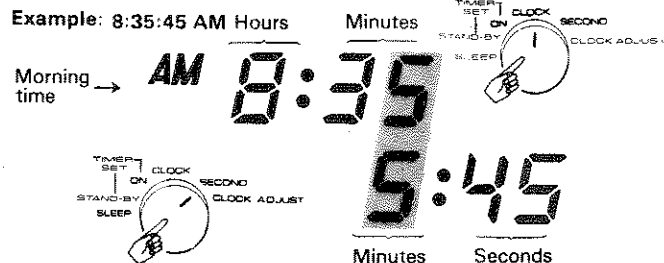 Example: 8:35:45 AM Hours Minutes
TIMER
SET ON CLOCK
SECOND
STAND-BY CLOCK ADJUST
SLEEP
Morning
time → AM 8:35
TIMER
SET ON CLOCK
SECOND
STAND-BY CLOCK ADJUST
SLEEP
5:45
Minutes Seconds